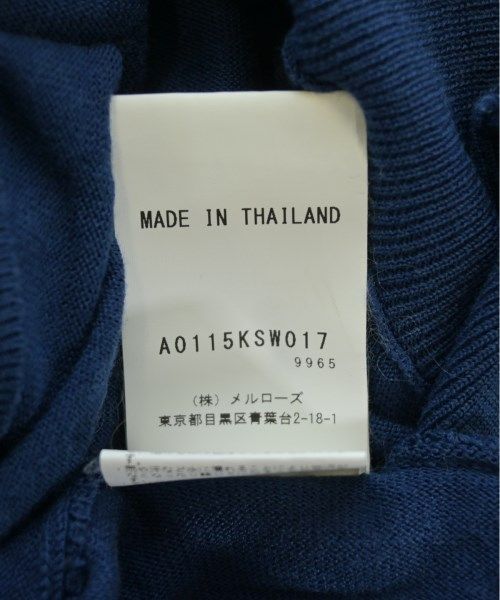 MADE IN THAILAND
A0115KSW017
9965
(株) メルローズ
東京都目黒区青葉台2-18-1